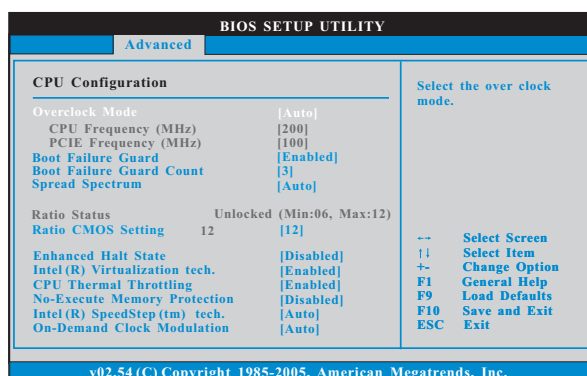 BIOS SETUP UTILITY
Advanced
CPU Configuration
Overclock Mode [Auto]
CPU Frequency (MHz) [200]
PCIE Frequency (MHz) [100]
Boot Failure Guard [Enabled]
Boot Failure Guard Count [3]
Spread Spectrum [Auto]
Ratio Status Unlocked (Min:06, Max:12)
Ratio CMOS Setting 12 [12]
Enhanced Halt State [Disabled]
Intel(R) Virtualization tech. [Enabled]
CPU Thermal Throttling [Enabled]
No-Execute Memory Protection [Disabled]
Intel(R) SpeedStep(tm) tech. [Auto]
On-Demand Clock Modulation [Auto]
Select the over clock
mode.
←→ Select Screen
↑↓ Select Item
+- Change Option
F1 General Help
F9 Load Defaults
F10 Save and Exit
ESC Exit
v02.54 (C) Copyright 1985-2005, American Megatrends, Inc.